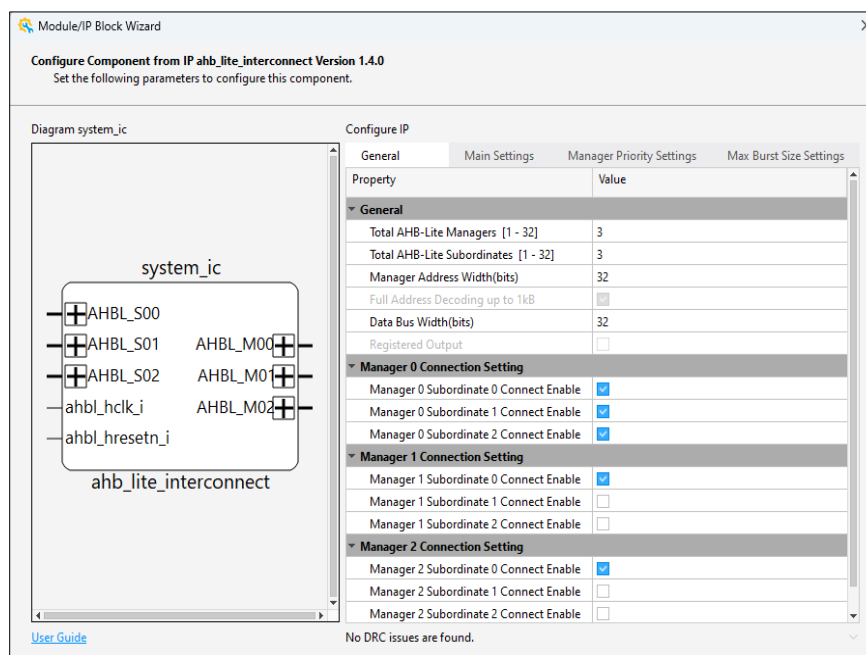 Module/IP Block Wizard
Configure Component from IP ahb_lite_interconnect Version 1.4.0
Set the following parameters to configure this component.
Diagram system_ic
system_ic
AHBL_S00
AHBL_S01 AHBL_M00
AHBL_S02 AHBL_M01
ahbl_hclk_i AHBL_M02
ahbl_hresetn_i
ahb_lite_interconnect
User Guide
Configure IP
General Main Settings Manager Priority Settings Max Burst Size Settings
Property Value
General
Total AHB-Lite Managers [1 - 32] 3
Total AHB-Lite Subordinates [1 - 32] 3
Manager Address Width(bits) 32
Full Address Decoding up to 1kB
Data Bus Width(bits) 32
Registered Output
Manager 0 Connection Setting
Manager 0 Subordinate 0 Connect Enable
Manager 0 Subordinate 1 Connect Enable
Manager 0 Subordinate 2 Connect Enable
Manager 1 Connection Setting
Manager 1 Subordinate 0 Connect Enable
Manager 1 Subordinate 1 Connect Enable
Manager 1 Subordinate 2 Connect Enable
Manager 2 Connection Setting
Manager 2 Subordinate 0 Connect Enable
Manager 2 Subordinate 1 Connect Enable
Manager 2 Subordinate 2 Connect Enable
No DRC issues are found.